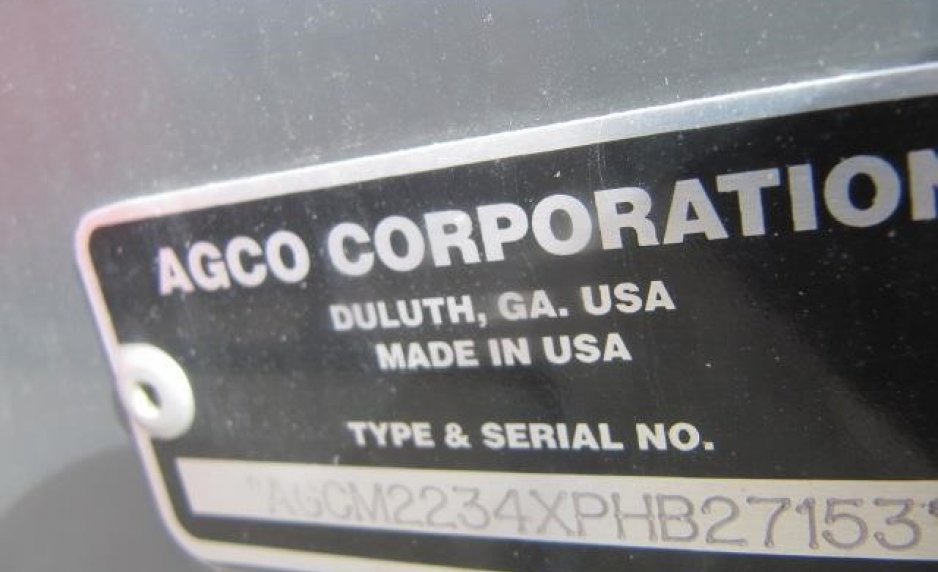 AGCO CORPORATION
DULUTH, GA. USA
MADE IN USA
TYPE & SERIAL NO.
*AGCM2234XPHB27153*